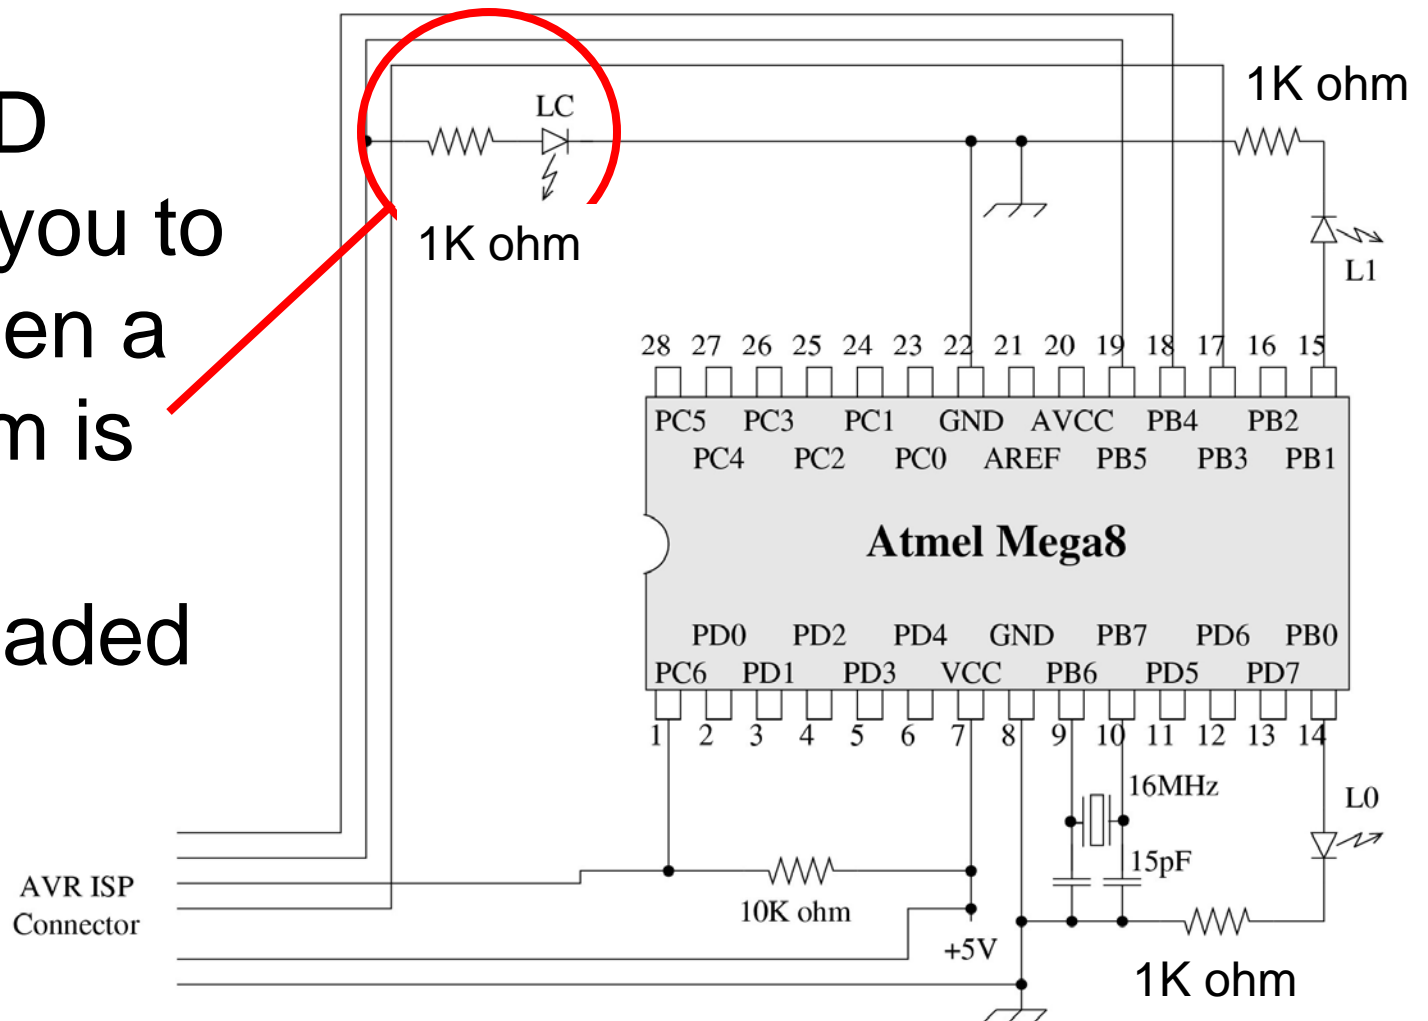 D
you to
en a
m is
aded
LC
1K ohm
1K ohm
L1
28 27 26 25 24 23 22 21 20 19 18 17 16 15
PC5 PC3 PC1 GND AVCC PB4 PB2
PC4 PC2 PC0 AREF PB5 PB3 PB1
Atmel Mega8
PD0 PD2 PD4 GND PB7 PD6 PB0
PC6 PD1 PD3 VCC PB6 PD5 PD7
1 2 3 4 5 6 7 8 9 10 11 12 13 14
16MHz
L0
15pF
AVR ISP
Connector
10K ohm
+5V
1K ohm